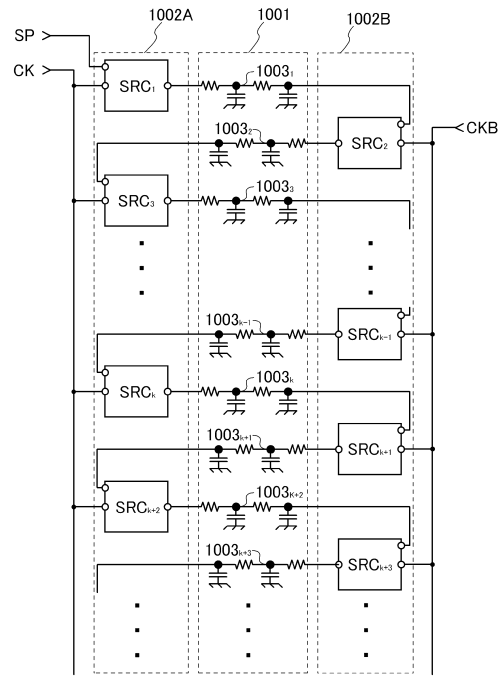 1002A 1001 1002B
SP
CK
SRC₁
1003₁
1003₂
SRC₂
CKB
SRC₃
1003₃
1003ₖ₋₁
SRCₖ₋₁
SRCₖ
1003ₖ
1003ₖ₊₁
SRCₖ₊₁
SRCₖ₊₂
1003K₊₂
1003ₖ₊₃
SRCₖ₊₃